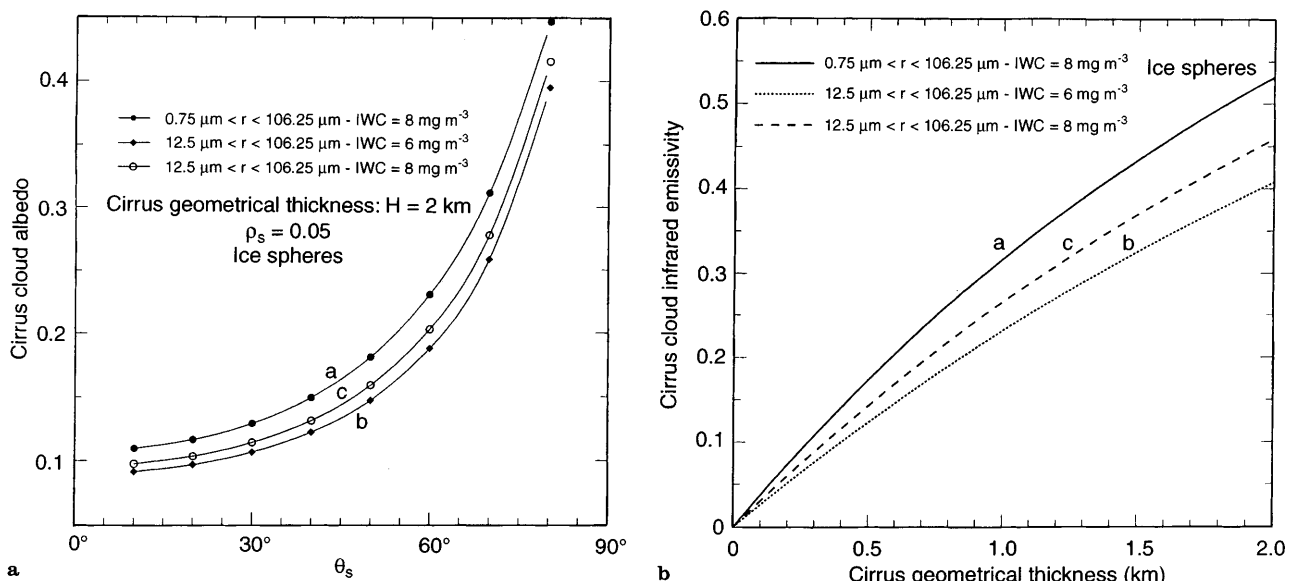 Cirrus cloud albedo
0.4
0.3
0.2
0.1
0.75 µm < r < 106.25 µm - IWC = 8 mg m⁻³
12.5 µm < r < 106.25 µm - IWC = 6 mg m⁻³
12.5 µm < r < 106.25 µm - IWC = 8 mg m⁻³
Cirrus geometrical thickness: H = 2 km
ρₛ = 0.05
Ice spheres
a
c
b
0°
30°
60°
90°
θₛ
a
Cirrus cloud infrared emissivity
0.6
0.5
0.4
0.3
0.2
0.1
0
0.75 µm < r < 106.25 µm - IWC = 8 mg m⁻³
12.5 µm < r < 106.25 µm - IWC = 6 mg m⁻³
12.5 µm < r < 106.25 µm - IWC = 8 mg m⁻³
Ice spheres
a
c
b
0
0.5
1.0
1.5
2.0
Cirrus geometrical thickness (km)
b